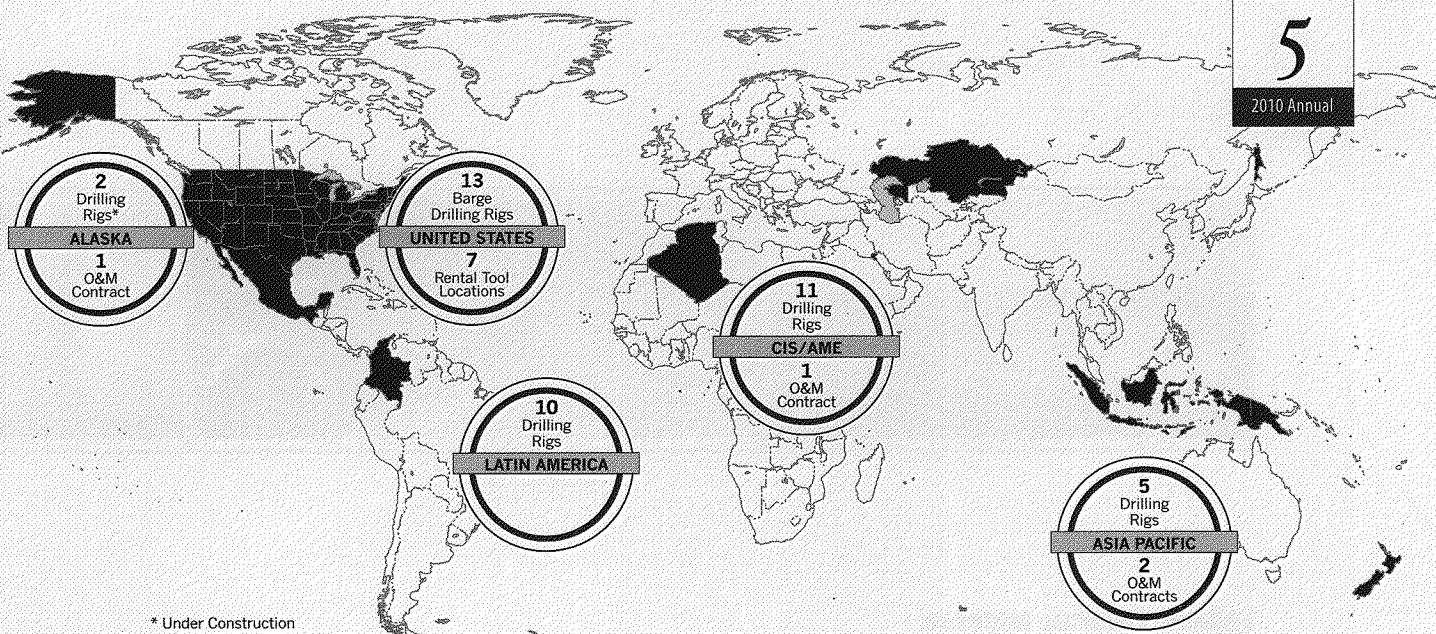 5
2010 Annual
2
Drilling
Rigs*
ALASKA
1
O&M
Contract
13
Barge
Drilling Rigs
UNITED STATES
7
Rental Tool
Locations
11
Drilling
Rigs
CIS/AME
1
O&M
Contract
10
Drilling
Rigs
LATIN AMERICA
5
Drilling
Rigs
ASIA PACIFIC
2
O&M
Contracts
* Under Construction